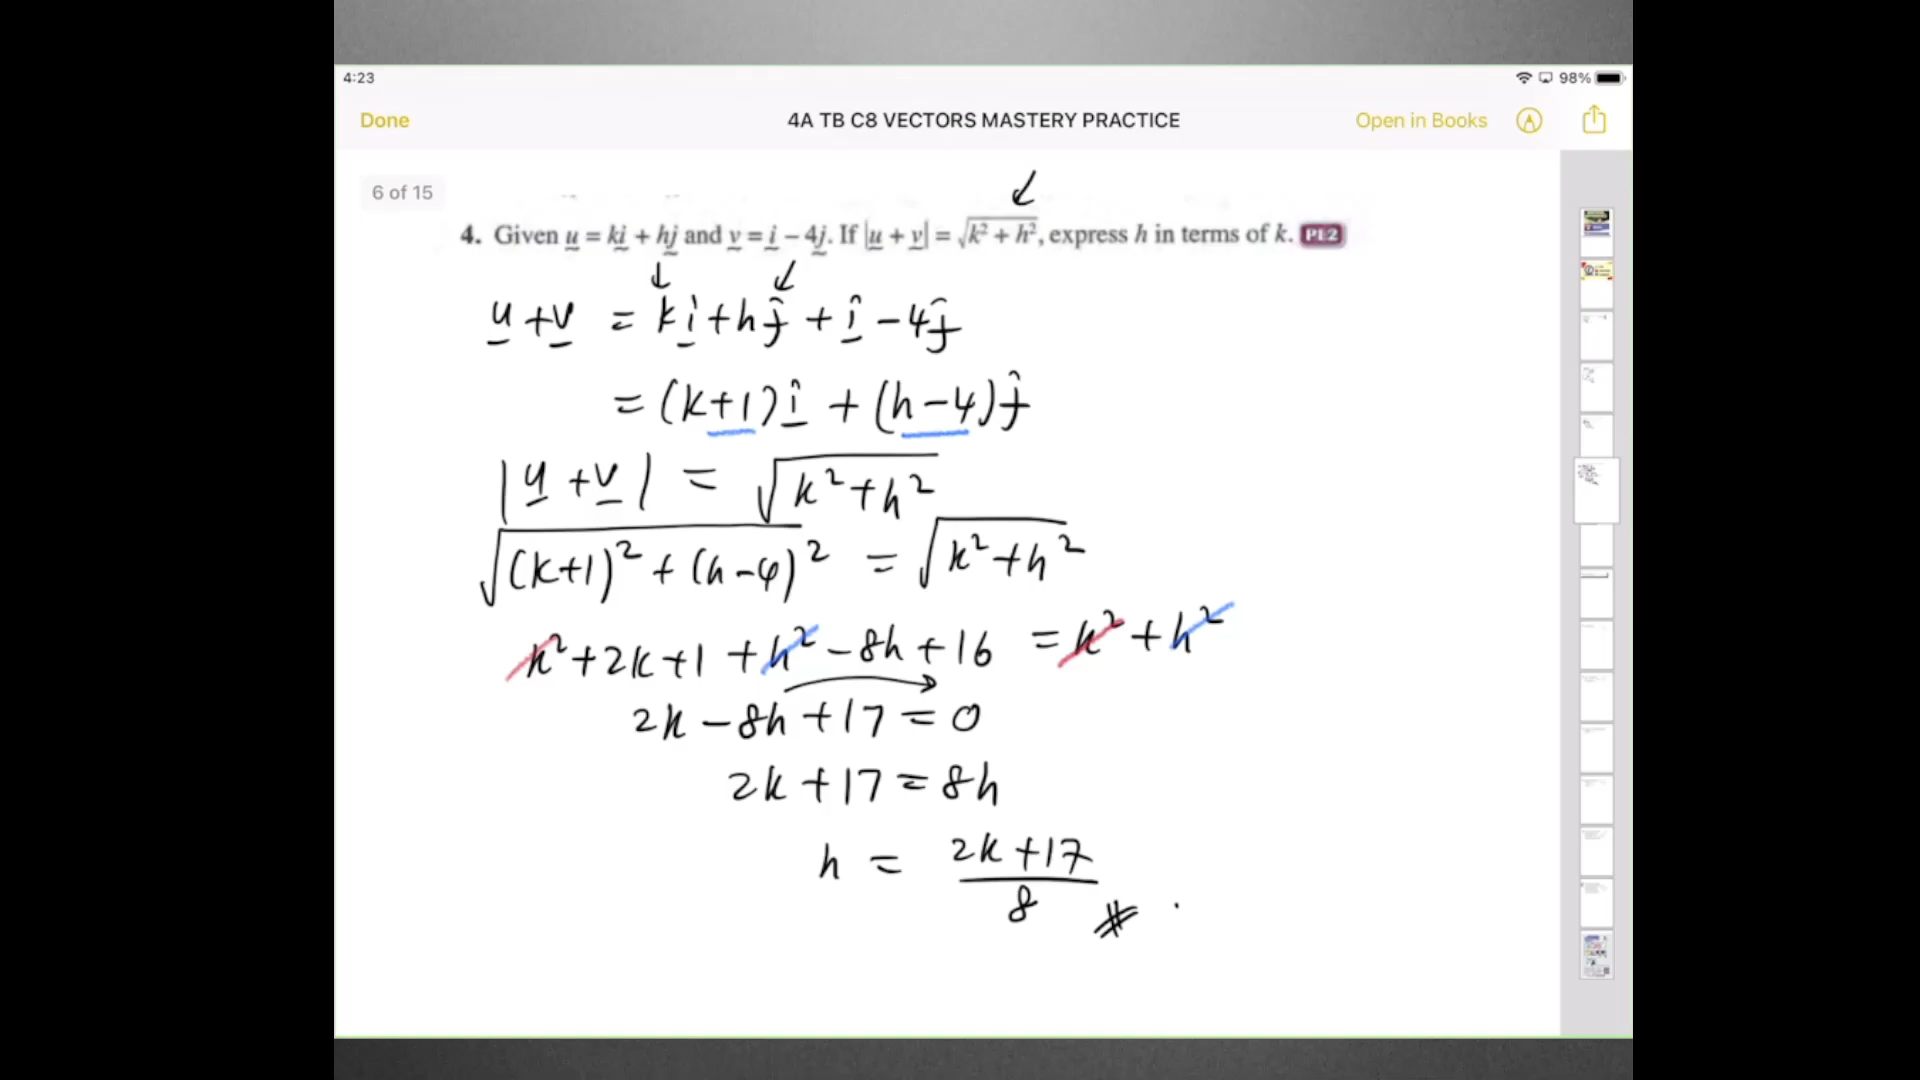 4:23 98%
Done 4A TB C8 VECTORS MASTERY PRACTICE Open in Books
6 of 15
4. Given u = ki + hj and v = i − 4j. If |u + v| = √(k² + h²), express h in terms of k. PL2
u + v = ki + hĵ + î − 4ĵ
= (k+1)î + (h−4)ĵ
|u + v| = √(k² + h²)
√((k+1)² + (h−4)²) = √(k² + h²)
k² + 2k + 1 + h² − 8h + 16 = k² + h²
2k − 8h + 17 = 0
2k + 17 = 8h
h = (2k+17)/8 #